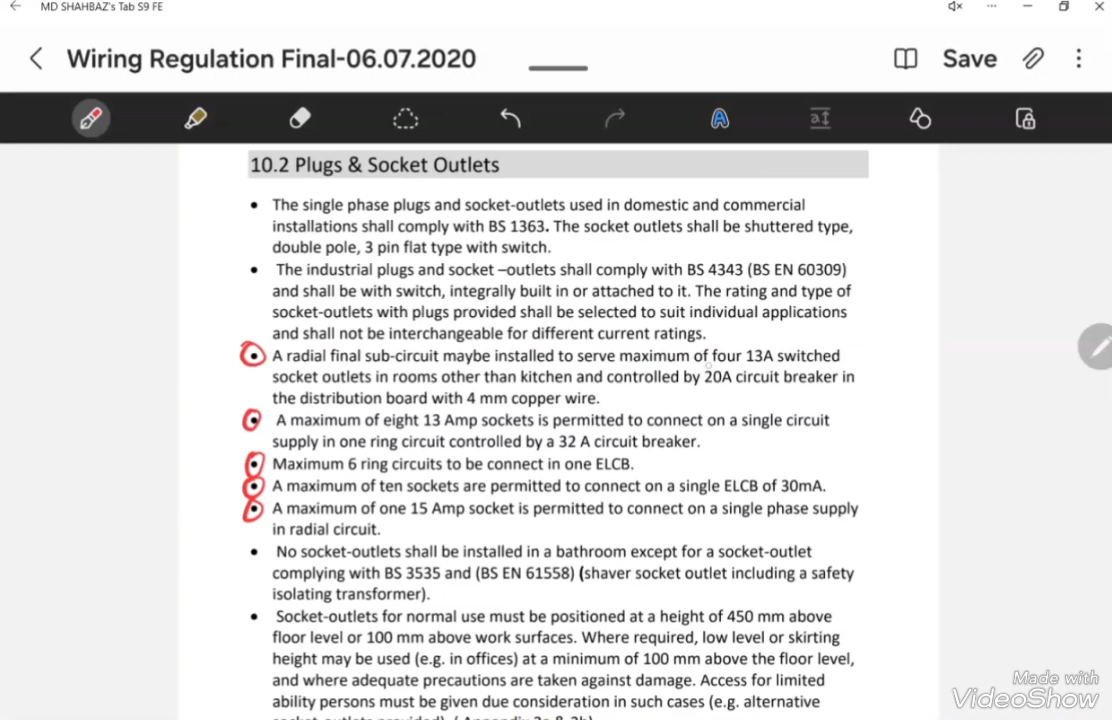 MD SHAHBAZ's Tab S9 FE
Wiring Regulation Final-06.07.2020
Save
10.2 Plugs & Socket Outlets
• The single phase plugs and socket-outlets used in domestic and commercial
installations shall comply with BS 1363. The socket outlets shall be shuttered type,
double pole, 3 pin flat type with switch.
• The industrial plugs and socket –outlets shall comply with BS 4343 (BS EN 60309)
and shall be with switch, integrally built in or attached to it. The rating and type of
socket-outlets with plugs provided shall be selected to suit individual applications
and shall not be interchangeable for different current ratings.
• A radial final sub-circuit maybe installed to serve maximum of four 13A switched
socket outlets in rooms other than kitchen and controlled by 20A circuit breaker in
the distribution board with 4 mm copper wire.
• A maximum of eight 13 Amp sockets is permitted to connect on a single circuit
supply in one ring circuit controlled by a 32 A circuit breaker.
• Maximum 6 ring circuits to be connect in one ELCB.
• A maximum of ten sockets are permitted to connect on a single ELCB of 30mA.
• A maximum of one 15 Amp socket is permitted to connect on a single phase supply
in radial circuit.
• No socket-outlets shall be installed in a bathroom except for a socket-outlet
complying with BS 3535 and (BS EN 61558) (shaver socket outlet including a safety
isolating transformer).
• Socket-outlets for normal use must be positioned at a height of 450 mm above
floor level or 100 mm above work surfaces. Where required, low level or skirting
height may be used (e.g. in offices) at a minimum of 100 mm above the floor level,
and where adequate precautions are taken against damage. Access for limited
ability persons must be given due consideration in such cases (e.g. alternative
Made with
VideoShow